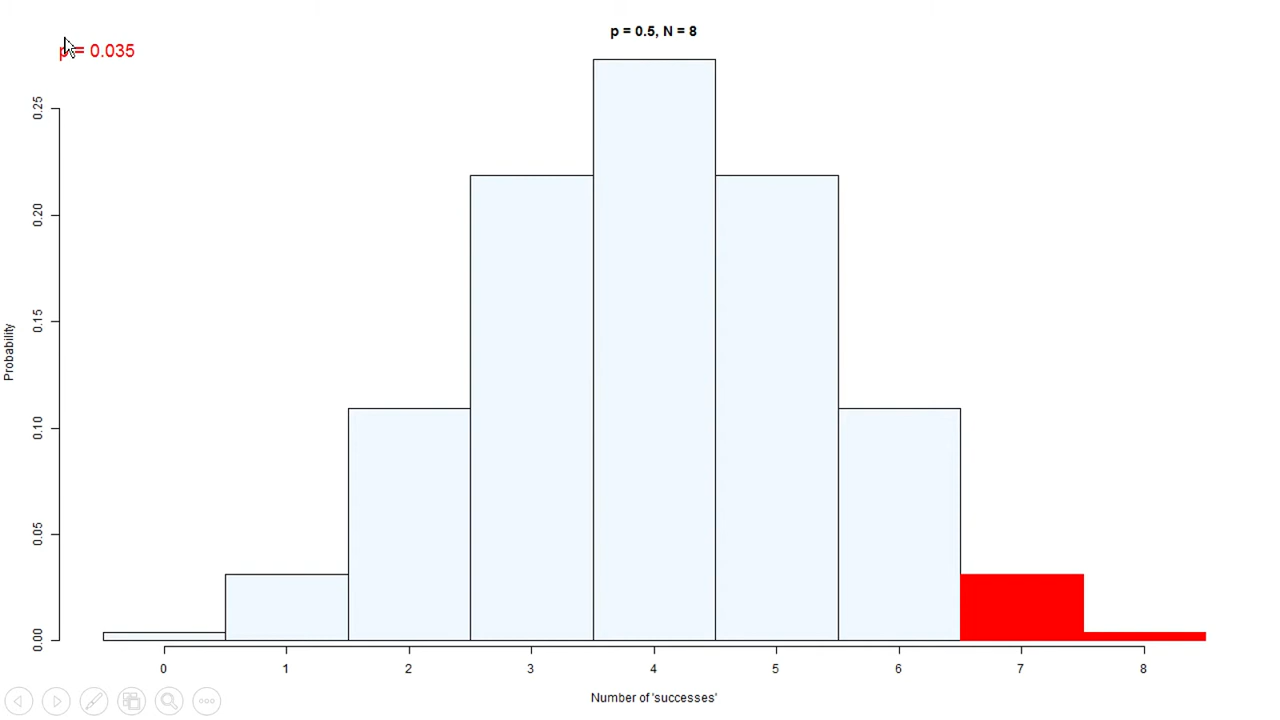 p = 0.5, N = 8
p = 0.035
0.25
0.20
0.15
0.10
0.05
0.00
Probability
0 1 2 3 4 5 6 7 8
Number of 'successes'